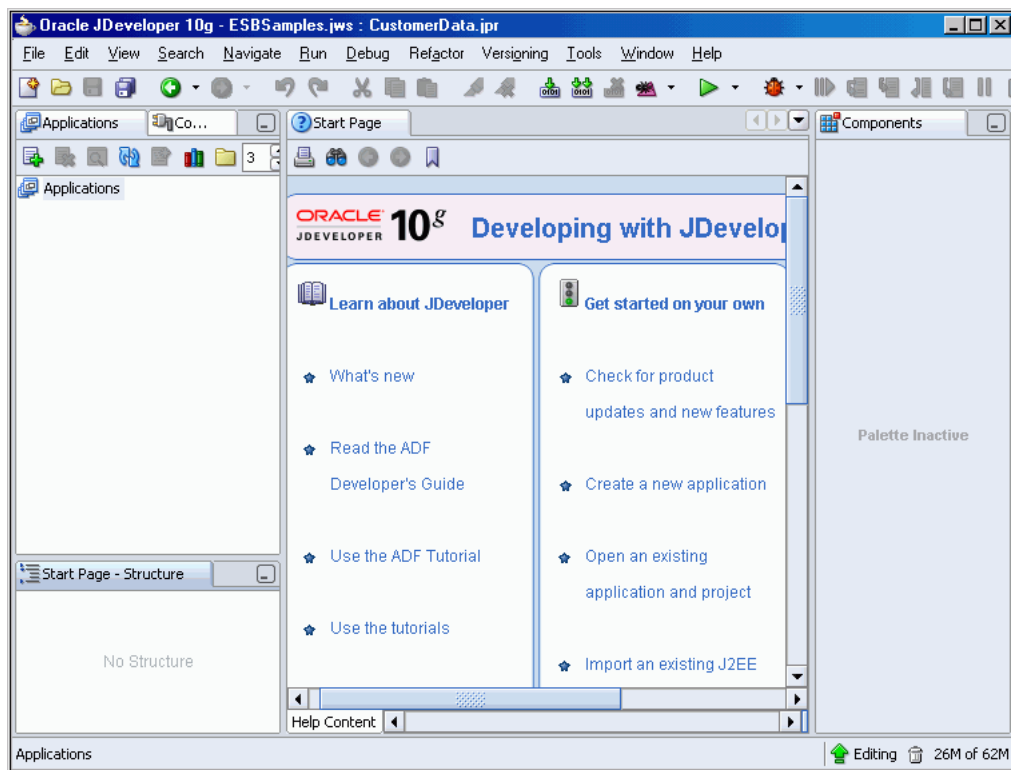 Oracle JDeveloper 10g - ESBSamples.jws : CustomerData.jpr
File Edit View Search Navigate Run Debug Refactor Versioning Tools Window Help
Applications
Co...
Start Page
Components
3
Applications
ORACLE
JDEVELOPER
10g
Developing with JDevelop
Learn about JDeveloper
Get started on your own
What's new
Check for product
updates and new features
Read the ADF
Developer's Guide
Create a new application
Use the ADF Tutorial
Open an existing
application and project
Use the tutorials
Import an existing J2EE
Palette Inactive
Start Page - Structure
No Structure
Help Content
Applications
Editing
26M of 62M